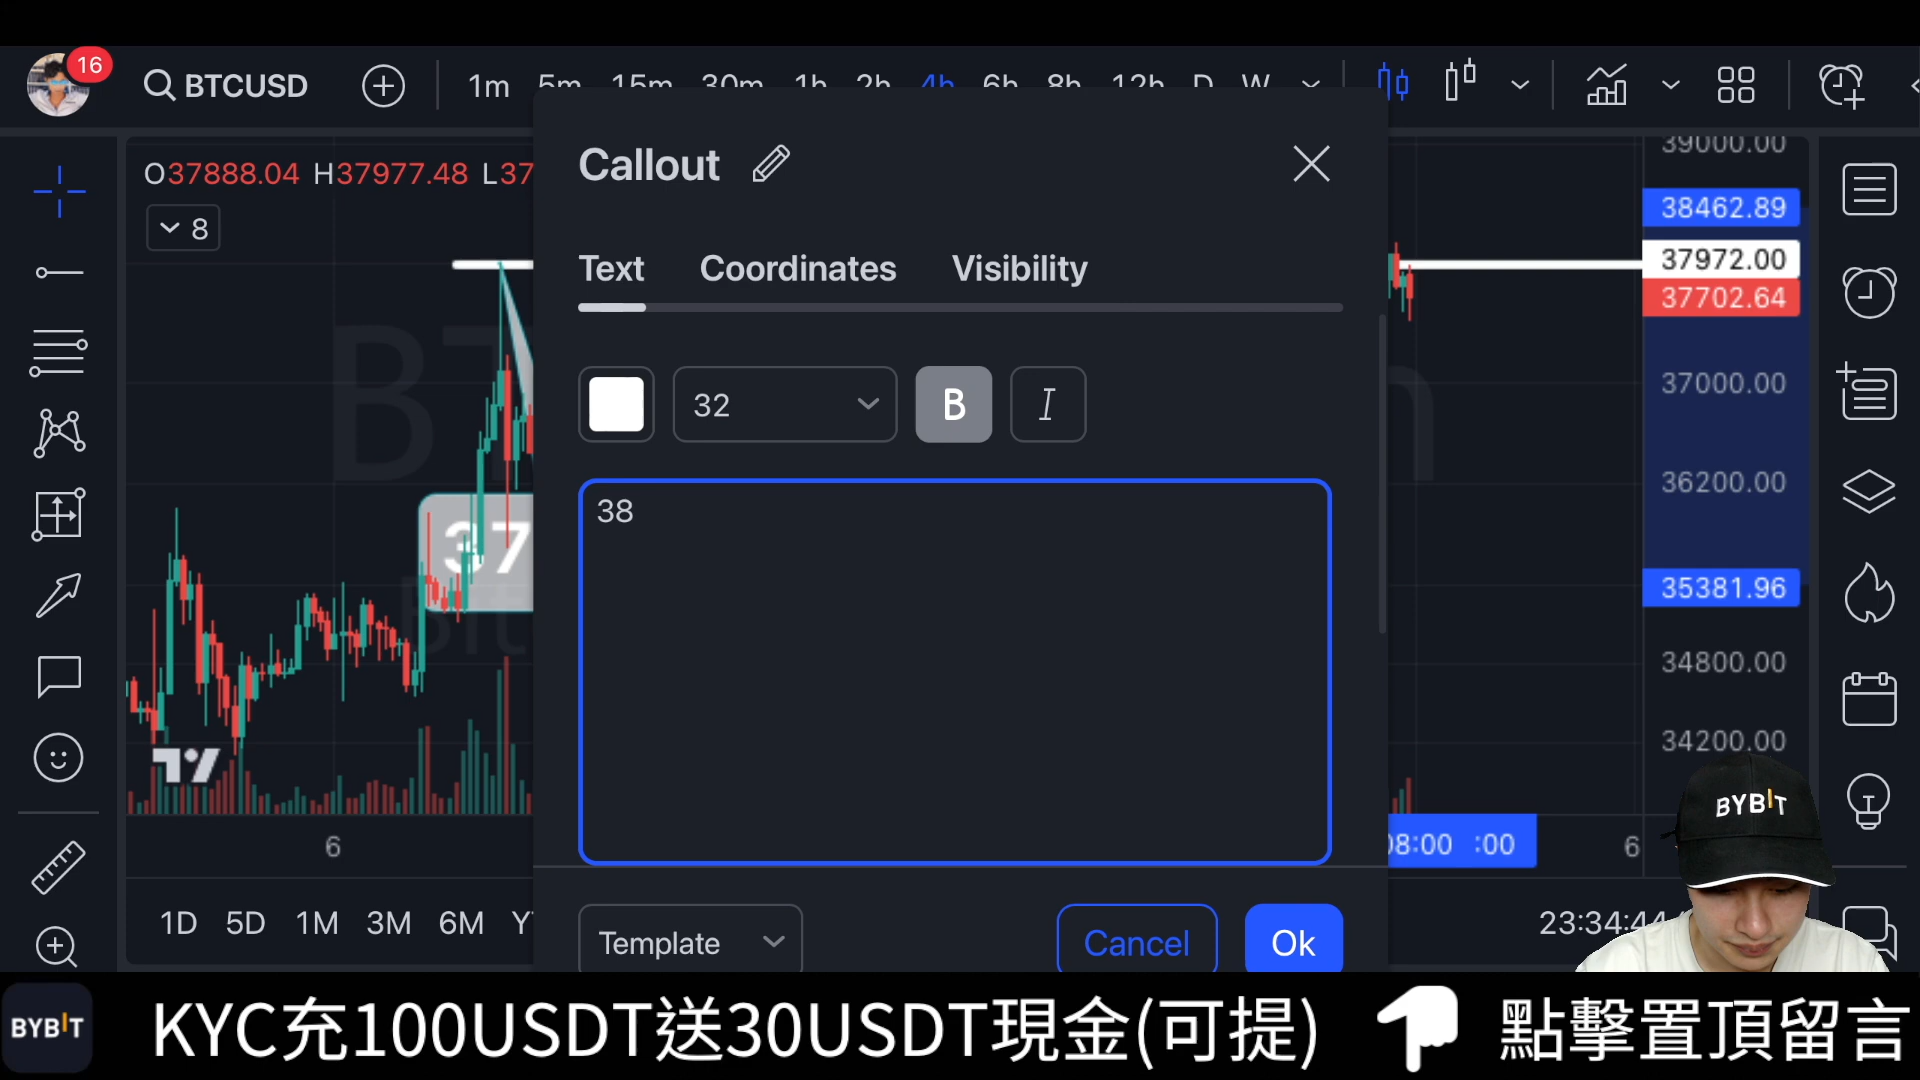 16
BTCUSD
1m 5m 15m 30m 1h 2h 4h 6h 8h 12h D W
O37888.04 H37977.48 L37
8
Callout
Text Coordinates Visibility
32 B I
38
37
39000.00
38462.89
37972.00
37702.64
37000.00
36200.00
35381.96
34800.00
34200.00
6
08:00 :00
6
1D 5D 1M 3M 6M
23:34:44
Template
Cancel
Ok
BYBIT
BYBIT
KYC充100USDT送30USDT現金(可提)
點擊置頂留言